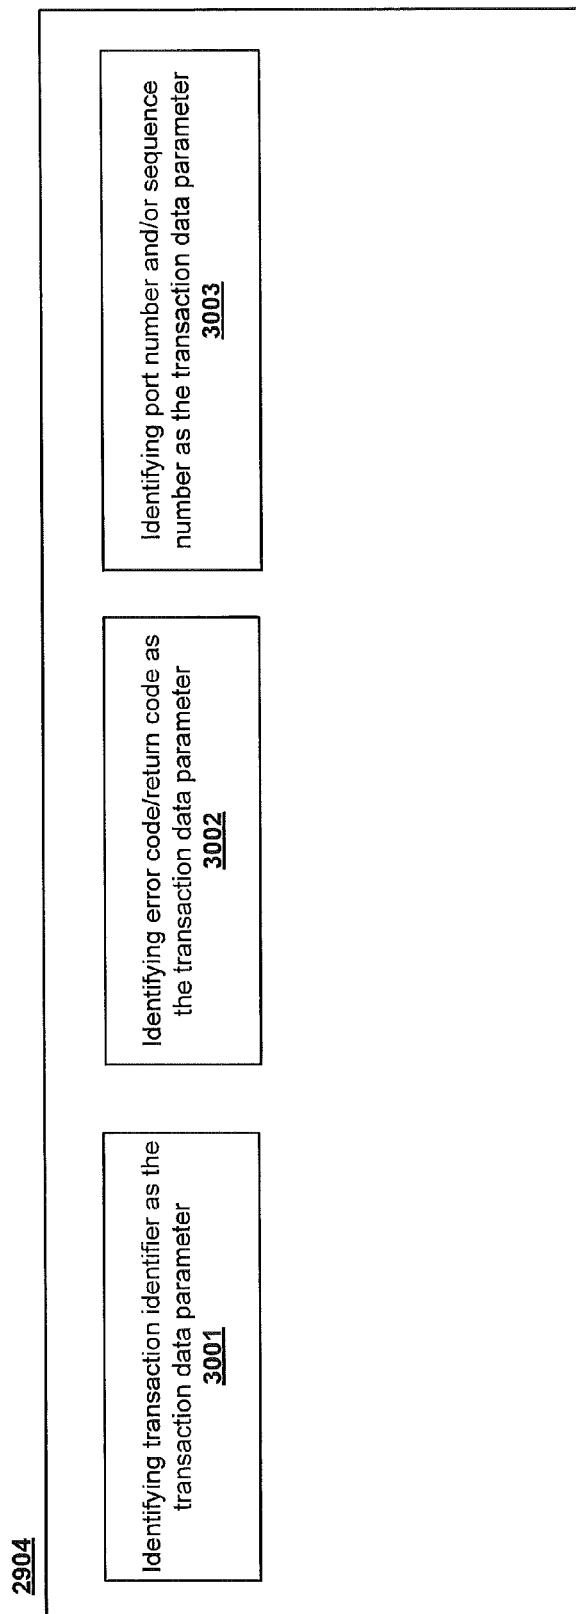 2904
Identifying transaction identifier as the
transaction data parameter
3001
Identifying error code/return code as
the transaction data parameter
3002
Identifying port number and/or sequence
number as the transaction data parameter
3003